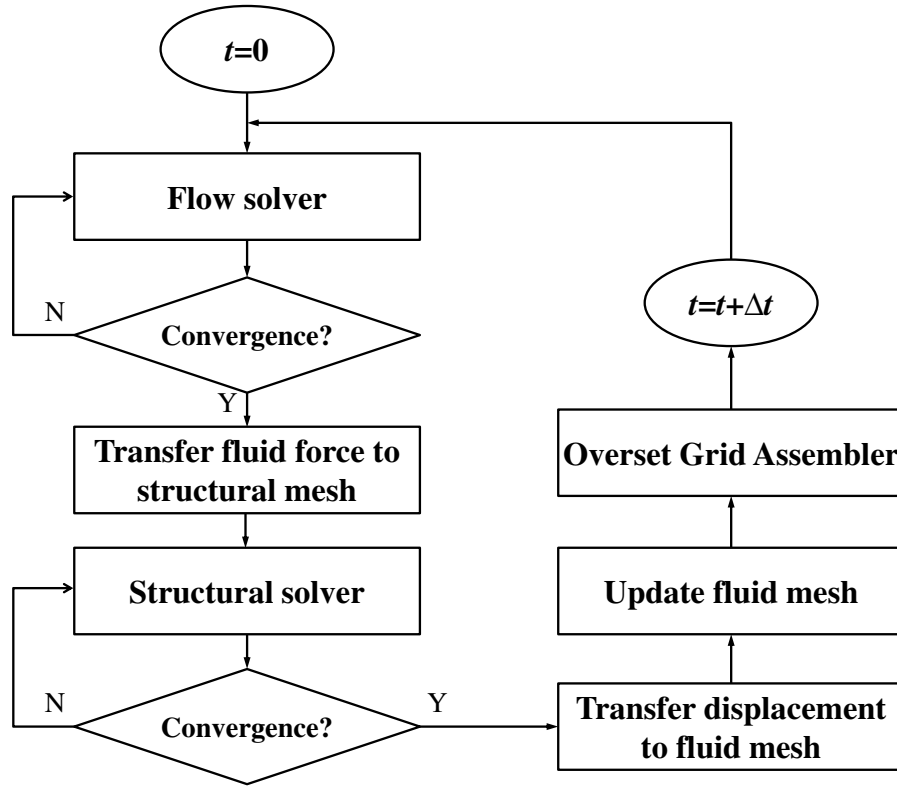 t=0
Flow solver
N
Convergence?
Y
Transfer fluid force to
structural mesh
Structural solver
N
Convergence?
Y
Transfer displacement
to fluid mesh
Update fluid mesh
Overset Grid Assembler
t=t+Δt